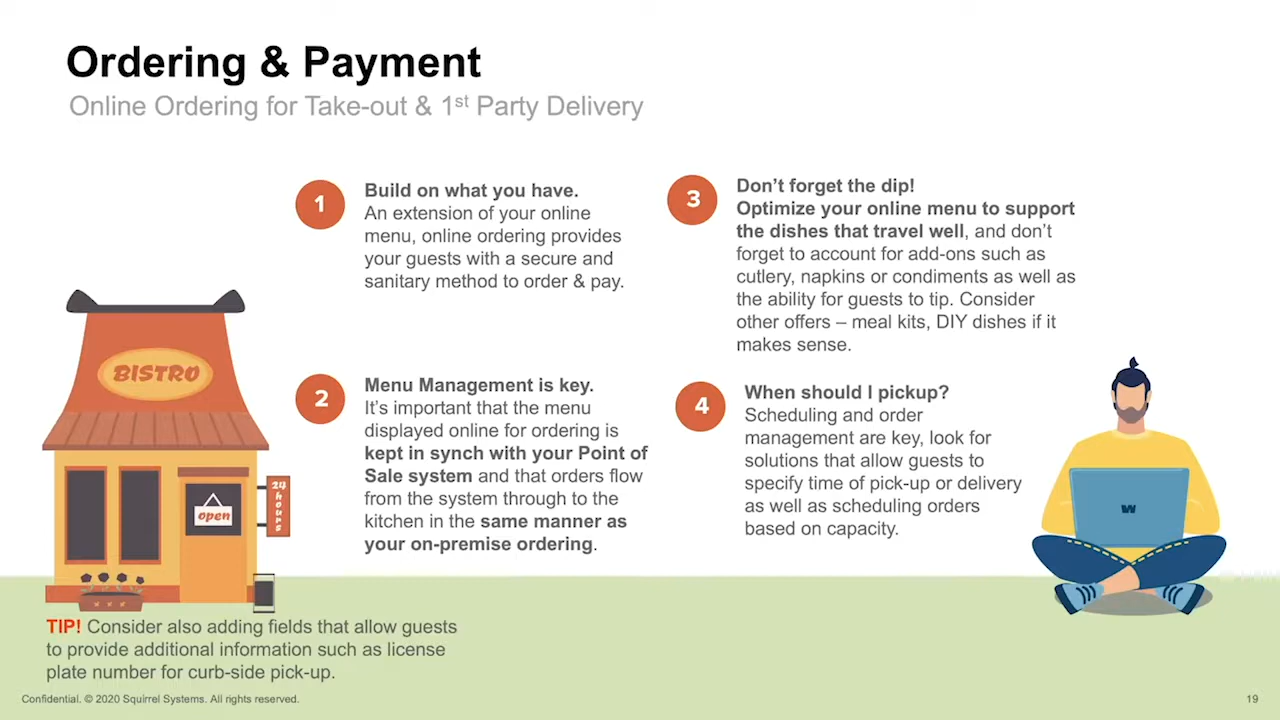 Ordering & Payment
Online Ordering for Take-out & 1st Party Delivery
1
Build on what you have.
An extension of your online
menu, online ordering provides
your guests with a secure and
sanitary method to order & pay.
2
Menu Management is key.
It’s important that the menu
displayed online for ordering is
kept in synch with your Point of
Sale system and that orders flow
from the system through to the
kitchen in the same manner as
your on-premise ordering.
3
Don’t forget the dip!
Optimize your online menu to support
the dishes that travel well, and don’t
forget to account for add-ons such as
cutlery, napkins or condiments as well as
the ability for guests to tip. Consider
other offers – meal kits, DIY dishes if it
makes sense.
4
When should I pickup?
Scheduling and order
management are key, look for
solutions that allow guests to
specify time of pick-up or delivery
as well as scheduling orders
based on capacity.
BISTRO
24 hours
open
W
TIP! Consider also adding fields that allow guests
to provide additional information such as license
plate number for curb-side pick-up.
Confidential. © 2020 Squirrel Systems. All rights reserved.
19